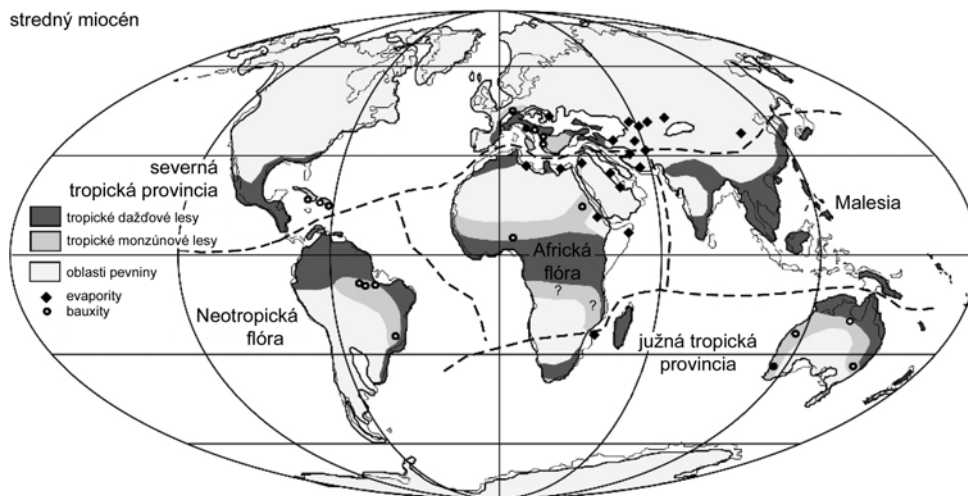 stredný miocén
severná
tropická provincia
tropické dažďové lesy
tropické monzúnové lesy
oblasti pevniny
evapority
bauxity
Neotropická
flóra
Africká
flóra
?
?
Malesia
južná tropická
provincia